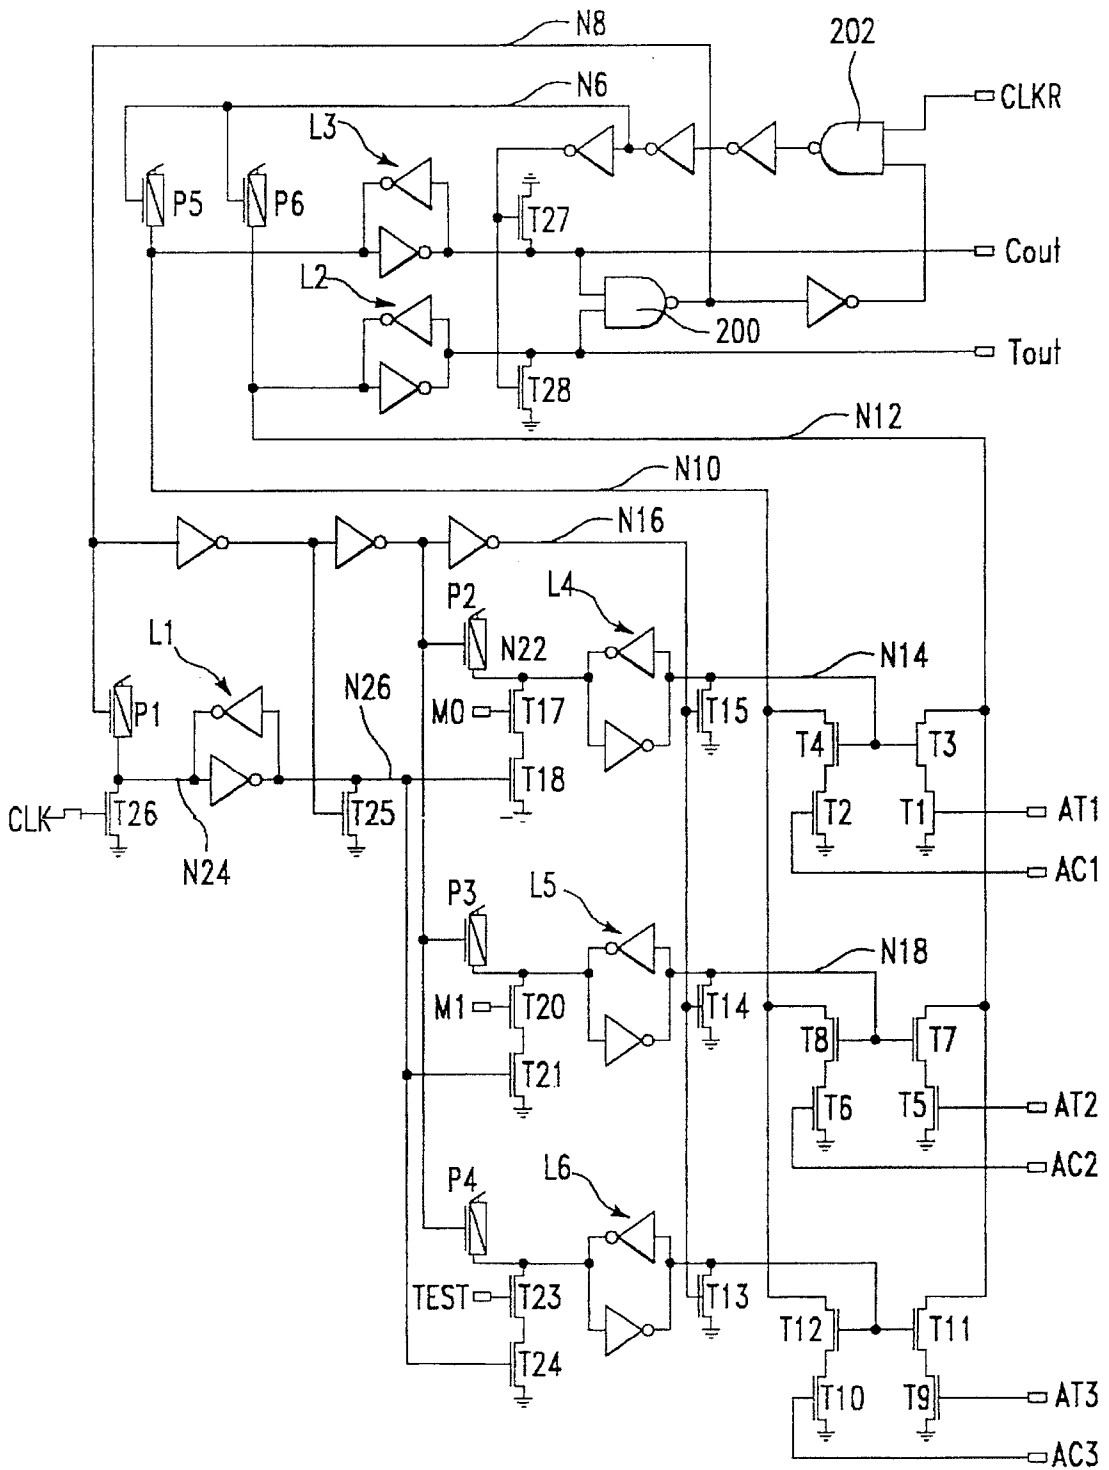 N8
202
N6
CLKR
L3
P5
P6
T27
Cout
L2
200
Tout
T28
N12
N10
N16
P2
L4
L1
N22
N14
N26
M0
T17
T15
P1
T4
T3
T18
CLK
T26
T25
T2
T1
AT1
N24
AC1
P3
L5
N18
M1
T20
T14
T8
T7
T21
T6
T5
AT2
AC2
P4
L6
TEST
T23
T13
T12
T11
T24
T10
T9
AT3
AC3